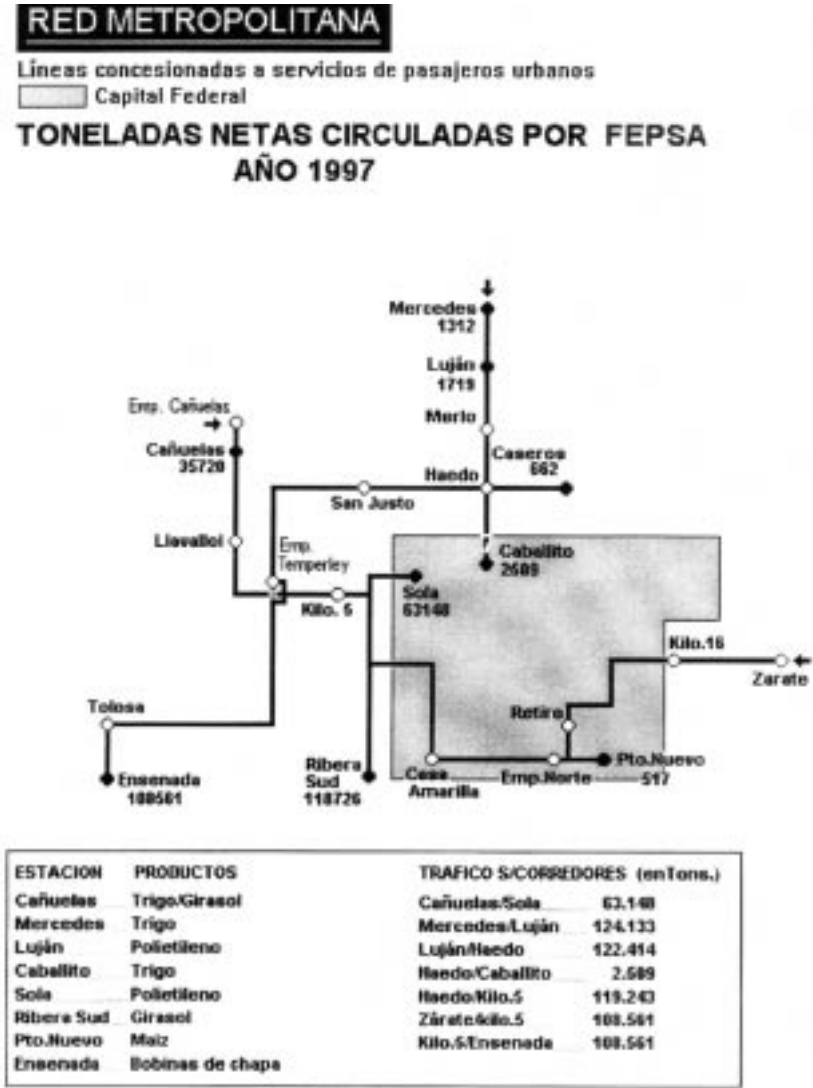 RED METROPOLITANA
Líneas concesionadas a servicios de pasajeros urbanos
Capital Federal
TONELADAS NETAS CIRCULADAS POR FEPSA
AÑO 1997
Mercedes
1312
Luján
1719
Emp. Cañuelas
Merlo
Cañuelas
35720
Caseros
662
Haedo
San Justo
Llavallol
Emp.
Temperley
Caballito
2589
Kilo. 5
Sola
63148
Kilo.16
Zarate
Tolosa
Retiro
Ensenada
108561
Ribera
Sud
118726
Casa
Amarilla
Emp.Norte
Pto.Nuevo
517
ESTACION PRODUCTOS TRAFICO S/CORREDORES (enTons.)
Cañuelas Trigo/Girasol Cañuelas/Sola 63.148
Mercedes Trigo Mercedes/Luján 124.133
Luján Polietileno Luján/Haedo 122.414
Caballito Trigo Haedo/Caballito 2.589
Sola Polietileno Haedo/Kilo.5 119.243
Ribera Sud Girasol Zárate/kilo.5 108.561
Pto.Nuevo Maiz Kilo.5/Ensenada 108.561
Ensenada Bobinas de chapa